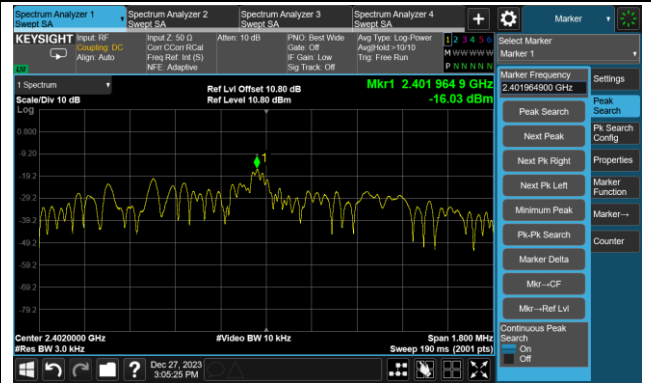 Spectrum Analyzer 1
Swept SA
Spectrum Analyzer 2
Swept SA
Spectrum Analyzer 3
Swept SA
Spectrum Analyzer 4
Swept SA
+
Marker
KEYSIGHT
Input: RF
Coupling: DC
Align: Auto
Input Z: 50 Ω
Corr CCorr RCal
Freq Ref: Int (S)
NFE: Adaptive
Atten: 10 dB
PNO: Best Wide
Gate: Off
IF Gain: Low
Sig Track: Off
Avg Type: Log-Power
Avg|Hold:>10/10
Trig: Free Run
1 2 3 4 5 6
M W W W W W
P N N N N N
Select Marker
Marker 1
1 Spectrum
Scale/Div 10 dB
Log
Ref Lvl Offset 10.80 dB
Ref Level 10.80 dBm
Mkr1 2.401 964 9 GHz
-16.03 dBm
0.800
-9.20
-19.2
-29.2
-39.2
-49.2
-59.2
-69.2
-79.2
1
Center 2.4020000 GHz
#Res BW 3.0 kHz
#Video BW 10 kHz
Span 1.800 MHz
Sweep 190 ms (2001 pts)
Marker Frequency
2.401964900 GHz
Peak Search
Next Peak
Next Pk Right
Next Pk Left
Minimum Peak
Pk-Pk Search
Marker Delta
Mkr→CF
Mkr→Ref Lvl
Continuous Peak
Search
On
Off
Settings
Peak
Search
Pk Search
Config
Properties
Marker
Function
Marker→
Counter
?
Dec 27, 2023
3:05:25 PM